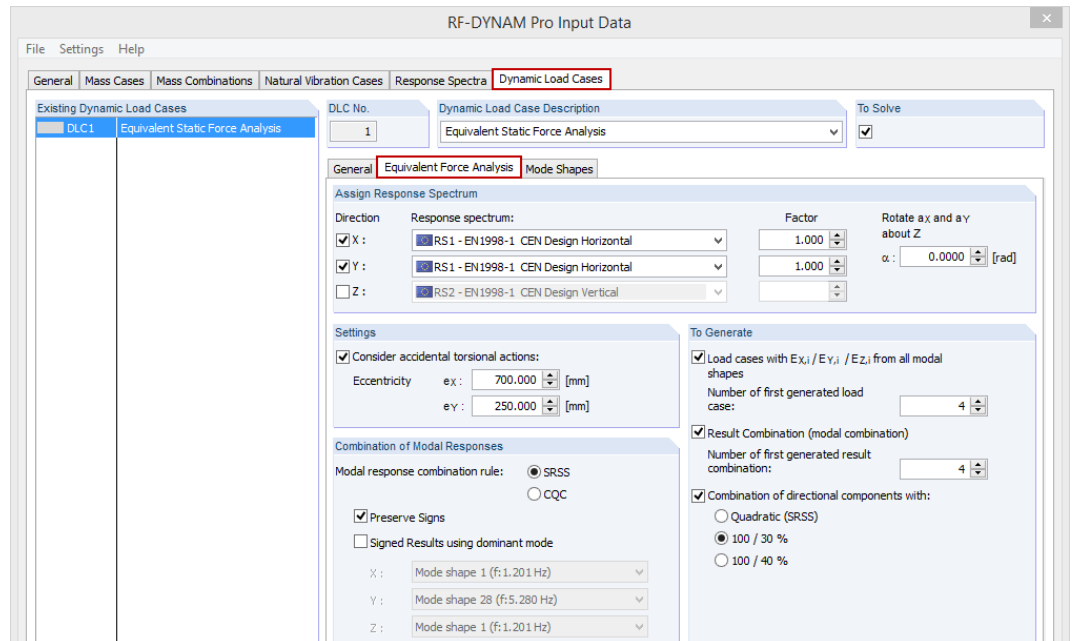 RF-DYNAM Pro Input Data
File Settings Help
General Mass Cases Mass Combinations Natural Vibration Cases Response Spectra Dynamic Load Cases
Existing Dynamic Load Cases
DLC1 Equivalent Static Force Analysis
DLC No.
1
Dynamic Load Case Description
Equivalent Static Force Analysis
To Solve
General Equivalent Force Analysis Mode Shapes
Assign Response Spectrum
Direction Response spectrum: Factor
X : RS1 - EN1998-1 CEN Design Horizontal 1.000
Y : RS1 - EN1998-1 CEN Design Horizontal 1.000
Z : RS2 - EN1998-1 CEN Design Vertical
Rotate aX and aY
about Z
α : 0.0000 [rad]
Settings
Consider accidental torsional actions:
Eccentricity eX : 700.000 [mm]
eY : 250.000 [mm]
Combination of Modal Responses
Modal response combination rule: SRSS
CQC
Preserve Signs
Signed Results using dominant mode
X : Mode shape 1 (f:1.201 Hz)
Y : Mode shape 28 (f:5.280 Hz)
Z : Mode shape 1 (f:1.201 Hz)
To Generate
Load cases with EX,i / EY,i / EZ,i from all modal
shapes
Number of first generated load
case: 4
Result Combination (modal combination)
Number of first generated result
combination: 4
Combination of directional components with:
Quadratic (SRSS)
100 / 30 %
100 / 40 %